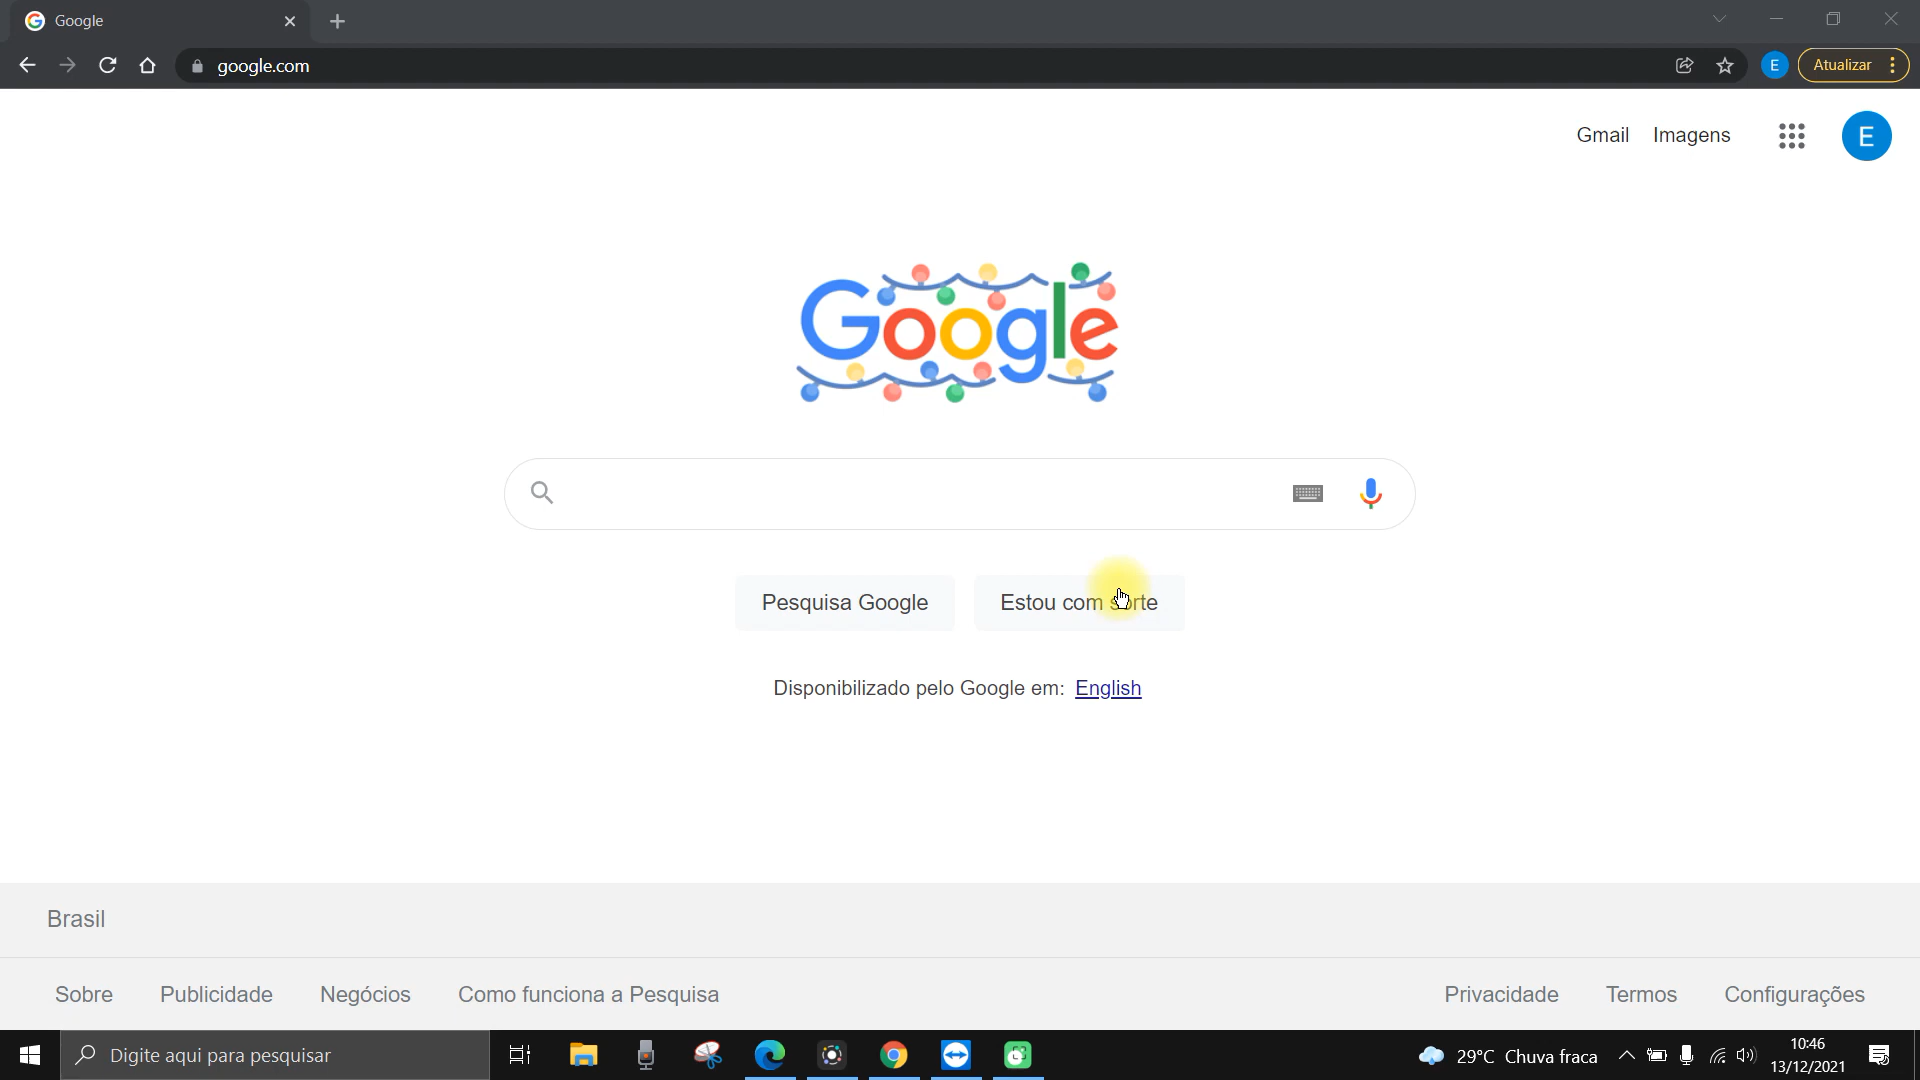 Google
google.com
E
Atualizar
Gmail
Imagens
E
Google
Pesquisa Google
Estou com sorte
Disponibilizado pelo Google em: English
Brasil
Sobre
Publicidade
Negócios
Como funciona a Pesquisa
Privacidade
Termos
Configurações
Digite aqui para pesquisar
29°C Chuva fraca
10:46
13/12/2021